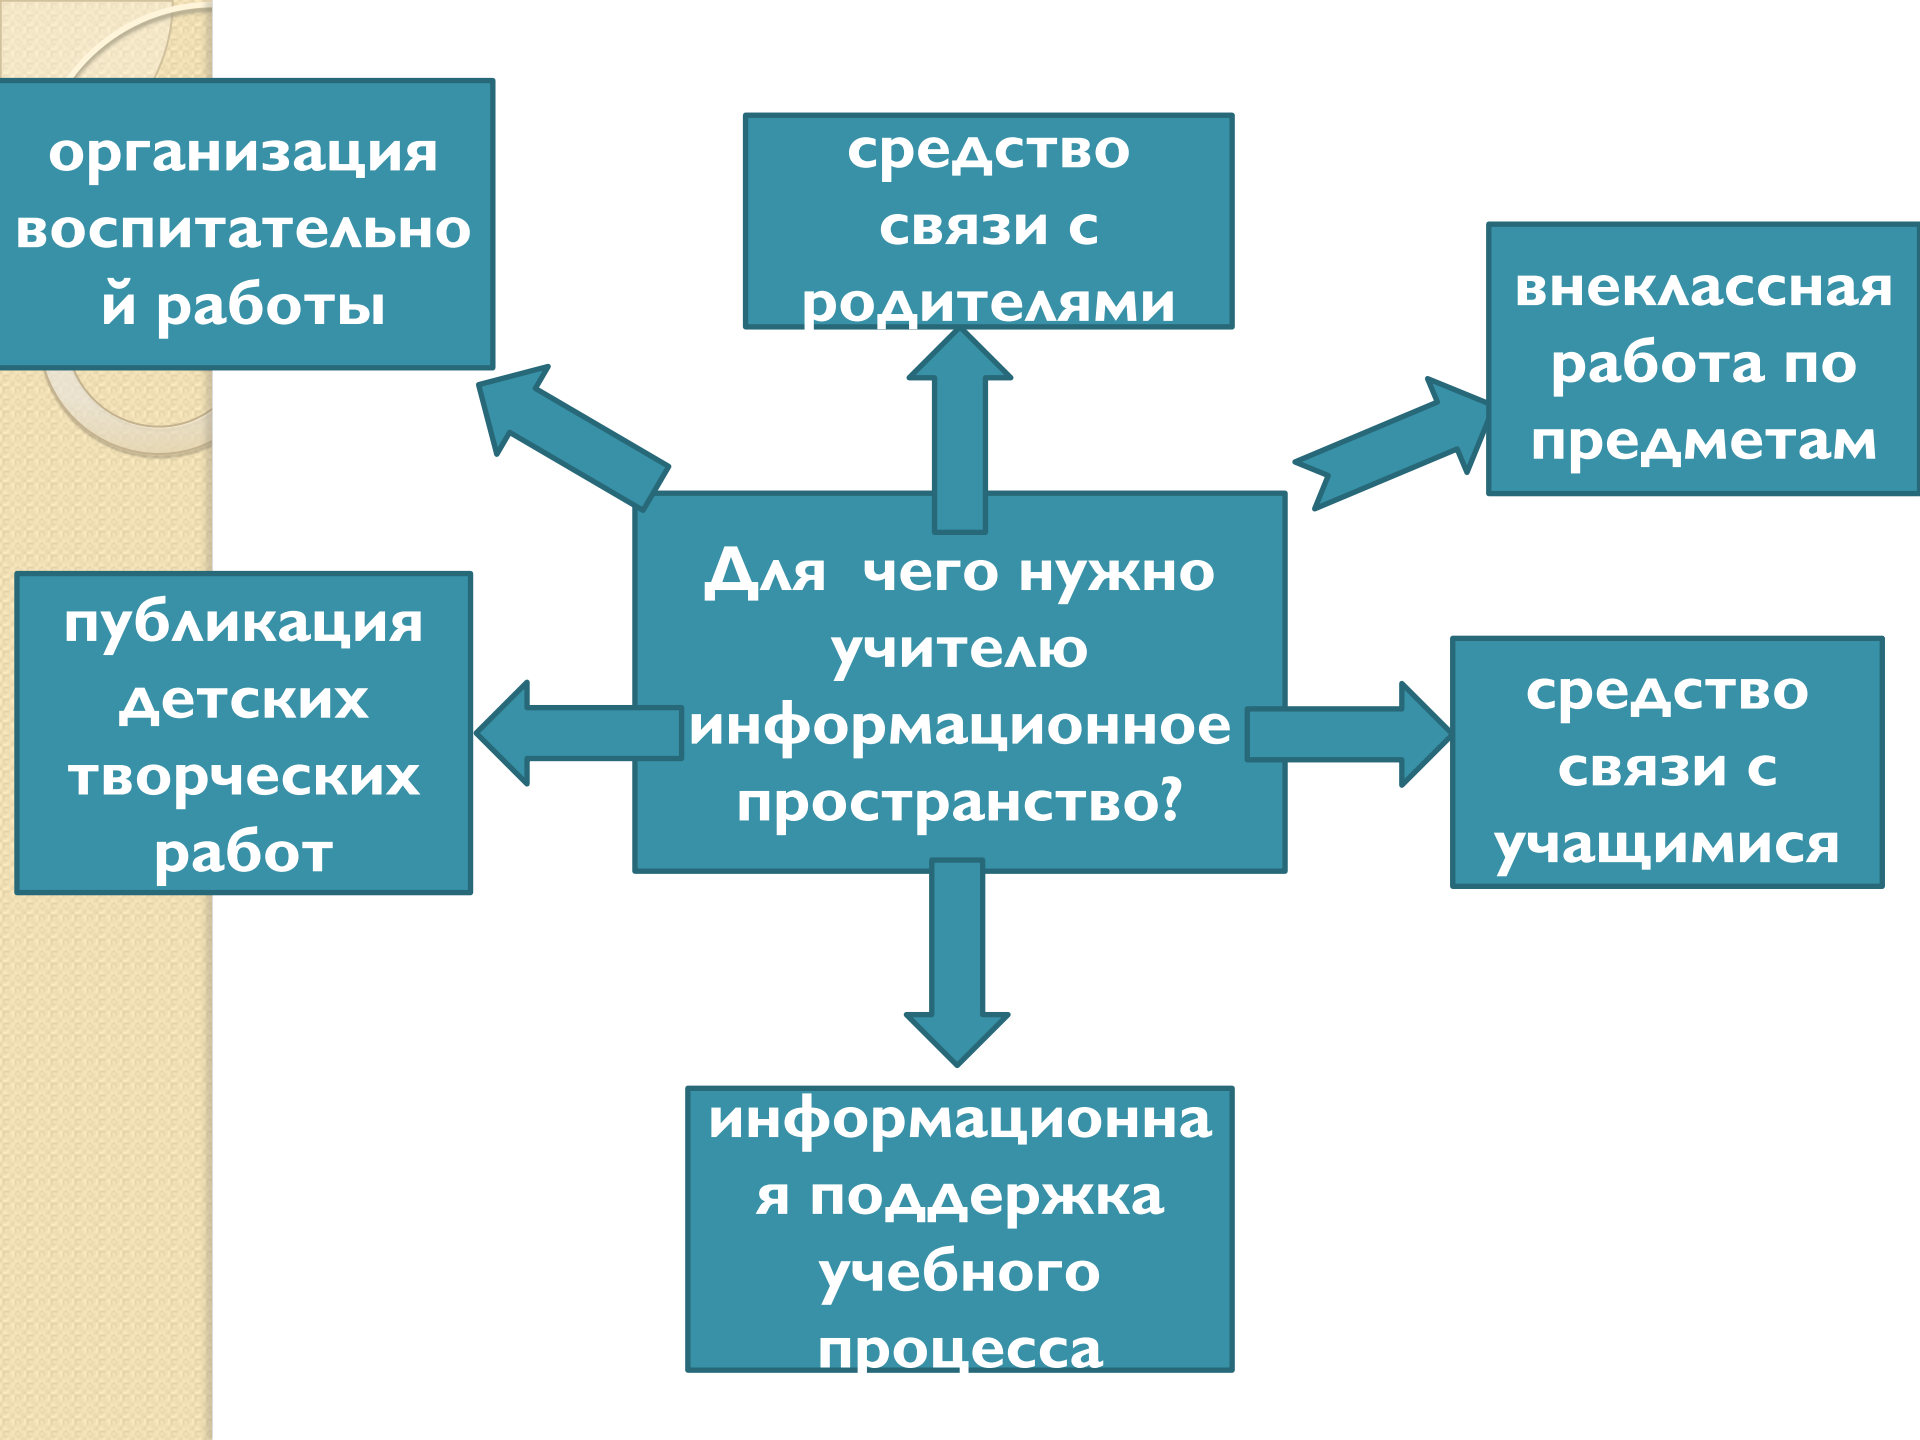 организация
воспитательно
й работы
средство
связи с
родителями
внеклассная
работа по
предметам
Для  чего нужно
учителю
информационное
пространство?
публикация
детских
творческих
работ
средство
связи с
учащимися
информационна
я поддержка
учебного
процесса